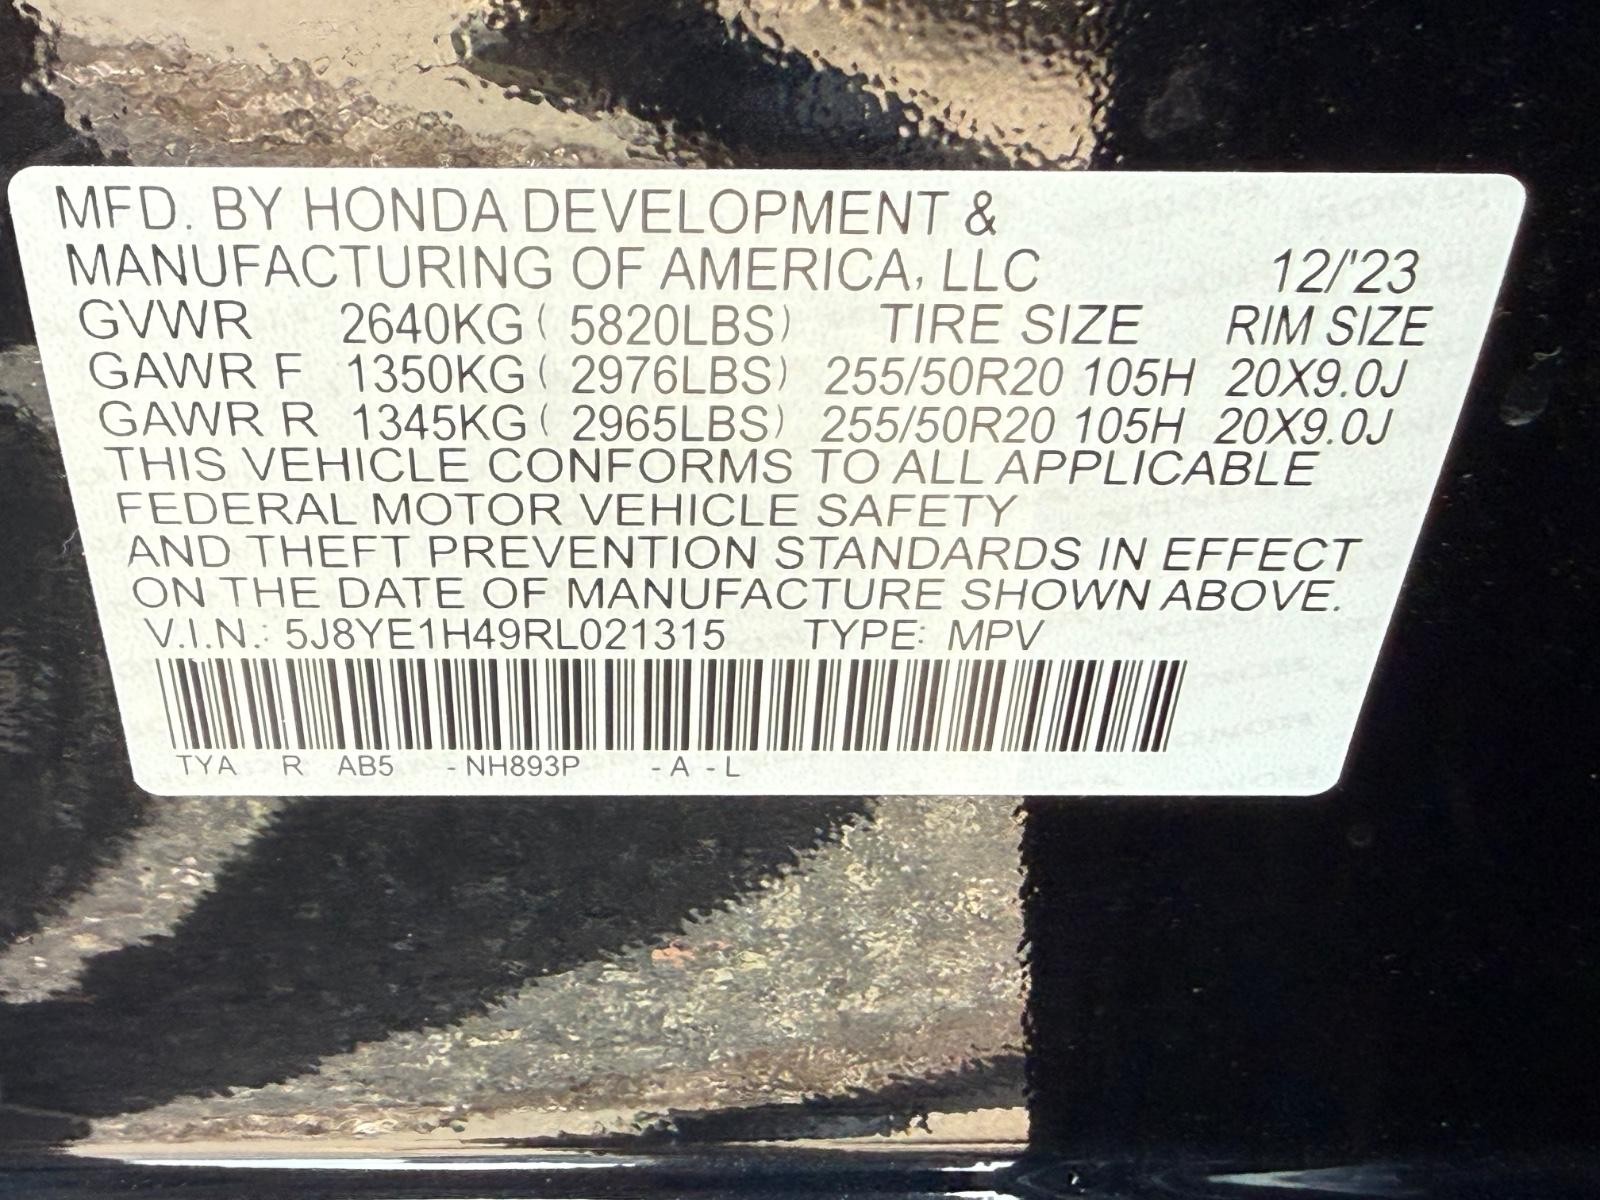 MFD. BY HONDA DEVELOPMENT &
MANUFACTURING OF AMERICA, LLC 12/'23
GVWR 2640KG ( 5820LBS) TIRE SIZE RIM SIZE
GAWR F 1350KG ( 2976LBS) 255/50R20 105H 20X9.0J
GAWR R 1345KG ( 2965LBS) 255/50R20 105H 20X9.0J
THIS VEHICLE CONFORMS TO ALL APPLICABLE
FEDERAL MOTOR VEHICLE SAFETY
AND THEFT PREVENTION STANDARDS IN EFFECT
ON THE DATE OF MANUFACTURE SHOWN ABOVE.
V.I.N.: 5J8YE1H49RL021315 TYPE: MPV
TYA R AB5 - NH893P - A - L